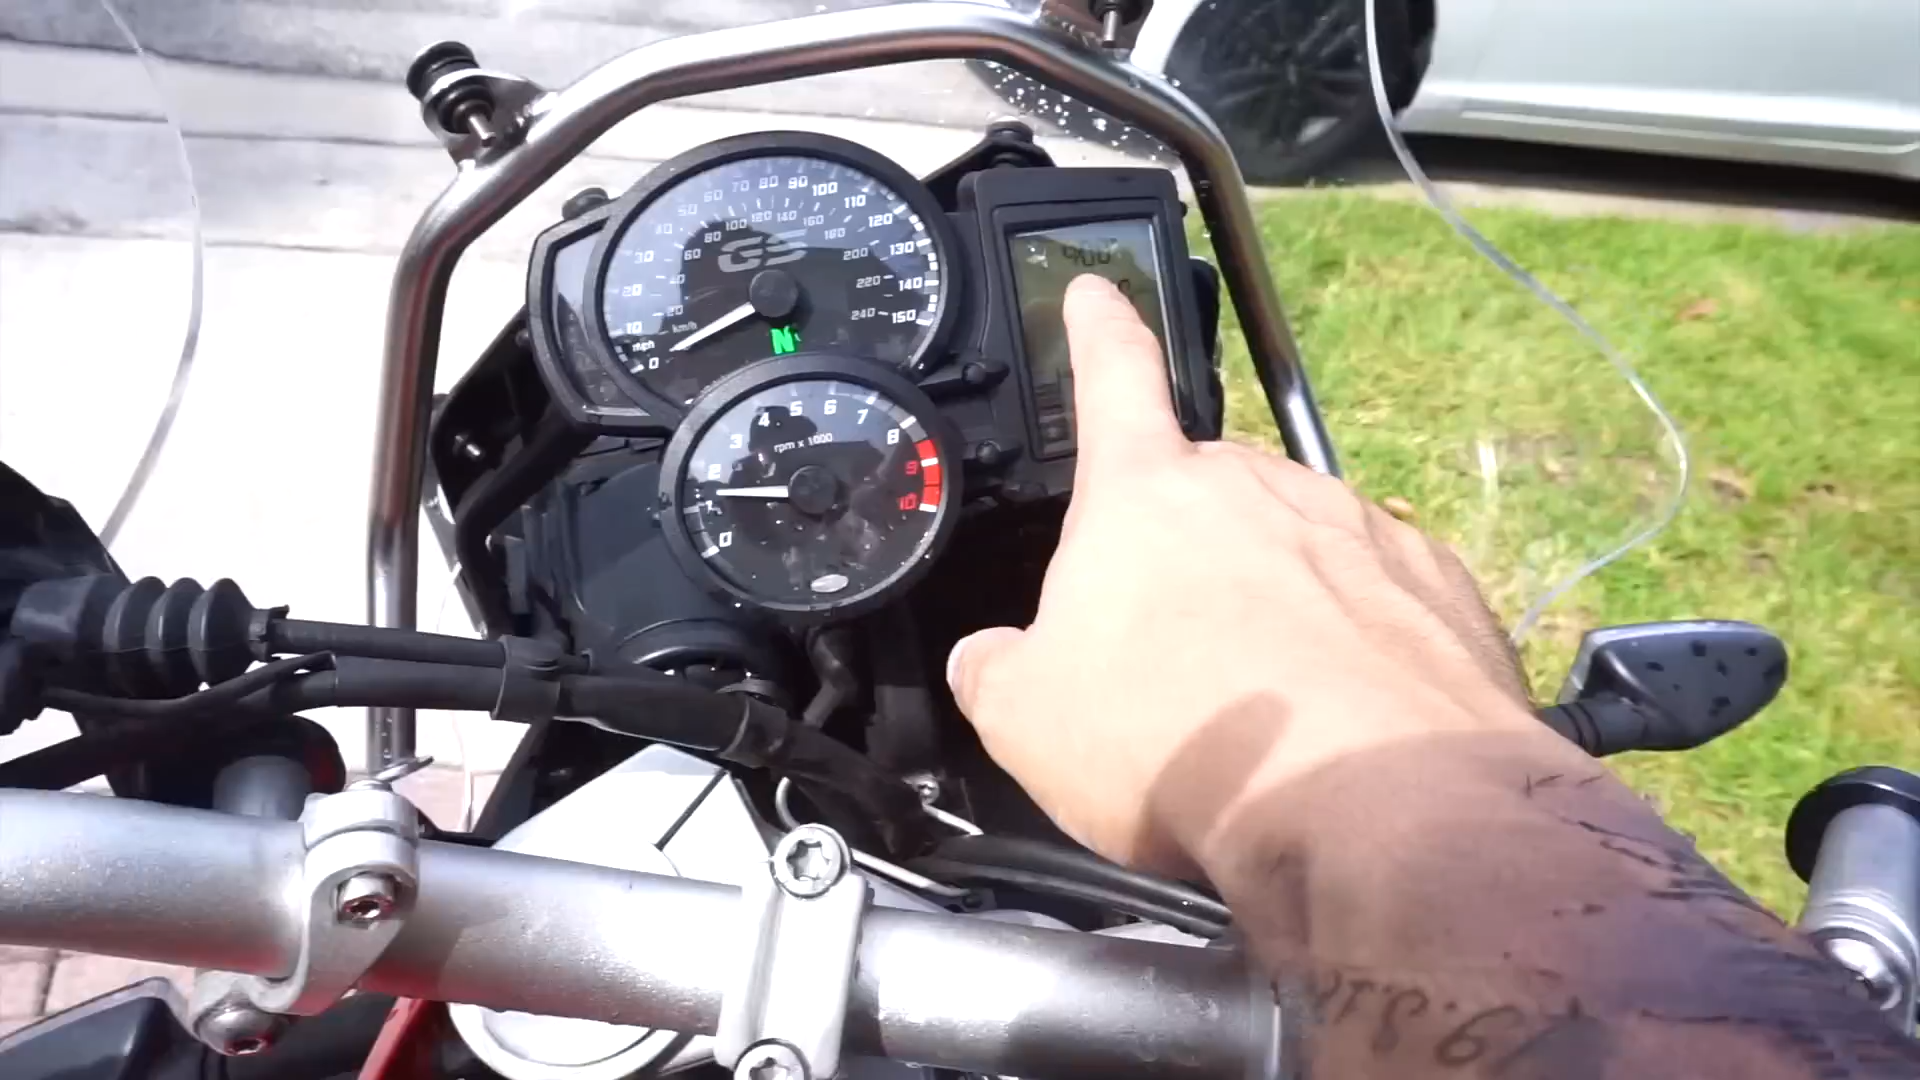 10 20 30 40 50 60 70 80 90 100 110 120 130 140 150
20 40 60 80 100 120 140 160 180 200 220 240
GS
km/h
mph
0
N
0 1 2 3 4 5 6 7 8 9 10
rpm x 1000